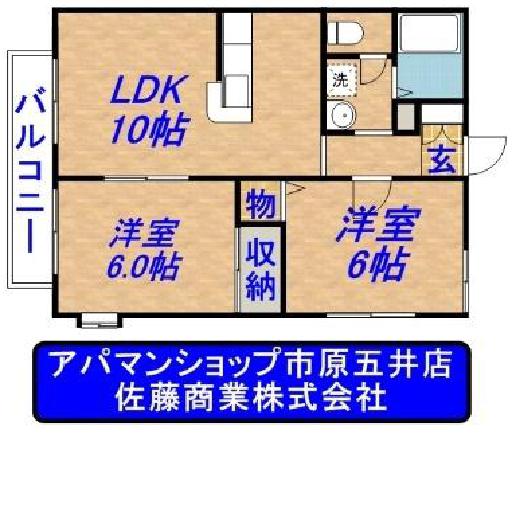 LDK
10帖
洗
バルコニー
玄
物
洋室
6.0帖
収納
洋室
6帖
アパマンショップ市原五井店
佐藤商業株式会社